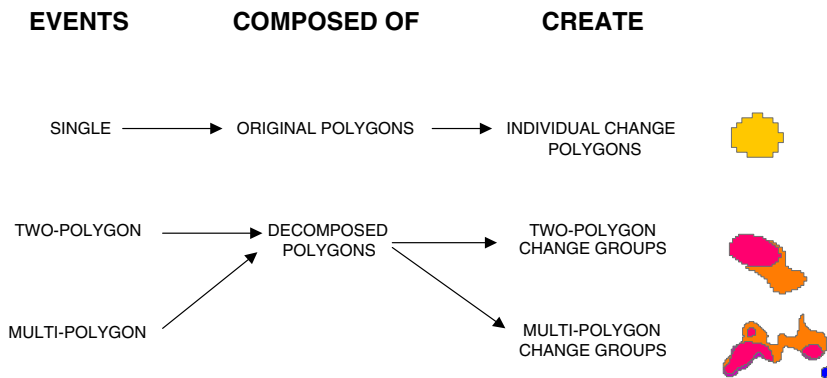 EVENTS COMPOSED OF CREATE
SINGLE ORIGINAL POLYGONS INDIVIDUAL CHANGE
POLYGONS
TWO-POLYGON DECOMPOSED TWO-POLYGON
POLYGONS CHANGE GROUPS
MULTI-POLYGON MULTI-POLYGON
CHANGE GROUPS